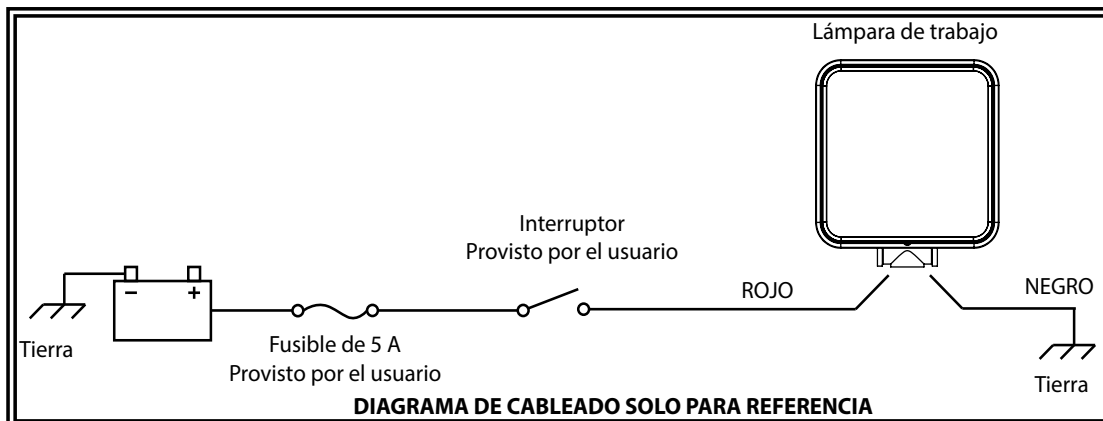 Lámpara de trabajo
Interruptor
Provisto por el usuario
ROJO
NEGRO
− +
Tierra
Fusible de 5 A
Provisto por el usuario
Tierra
DIAGRAMA DE CABLEADO SOLO PARA REFERENCIA